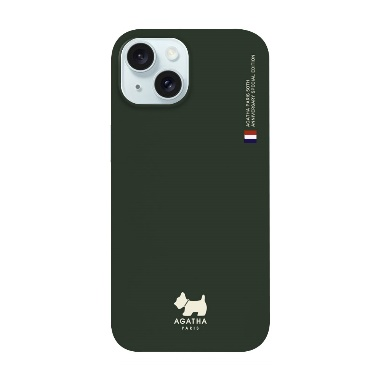 AGATHA PARIS 50TH
ANNIVERSARY SPECIAL EDITION
AGATHA
PARIS